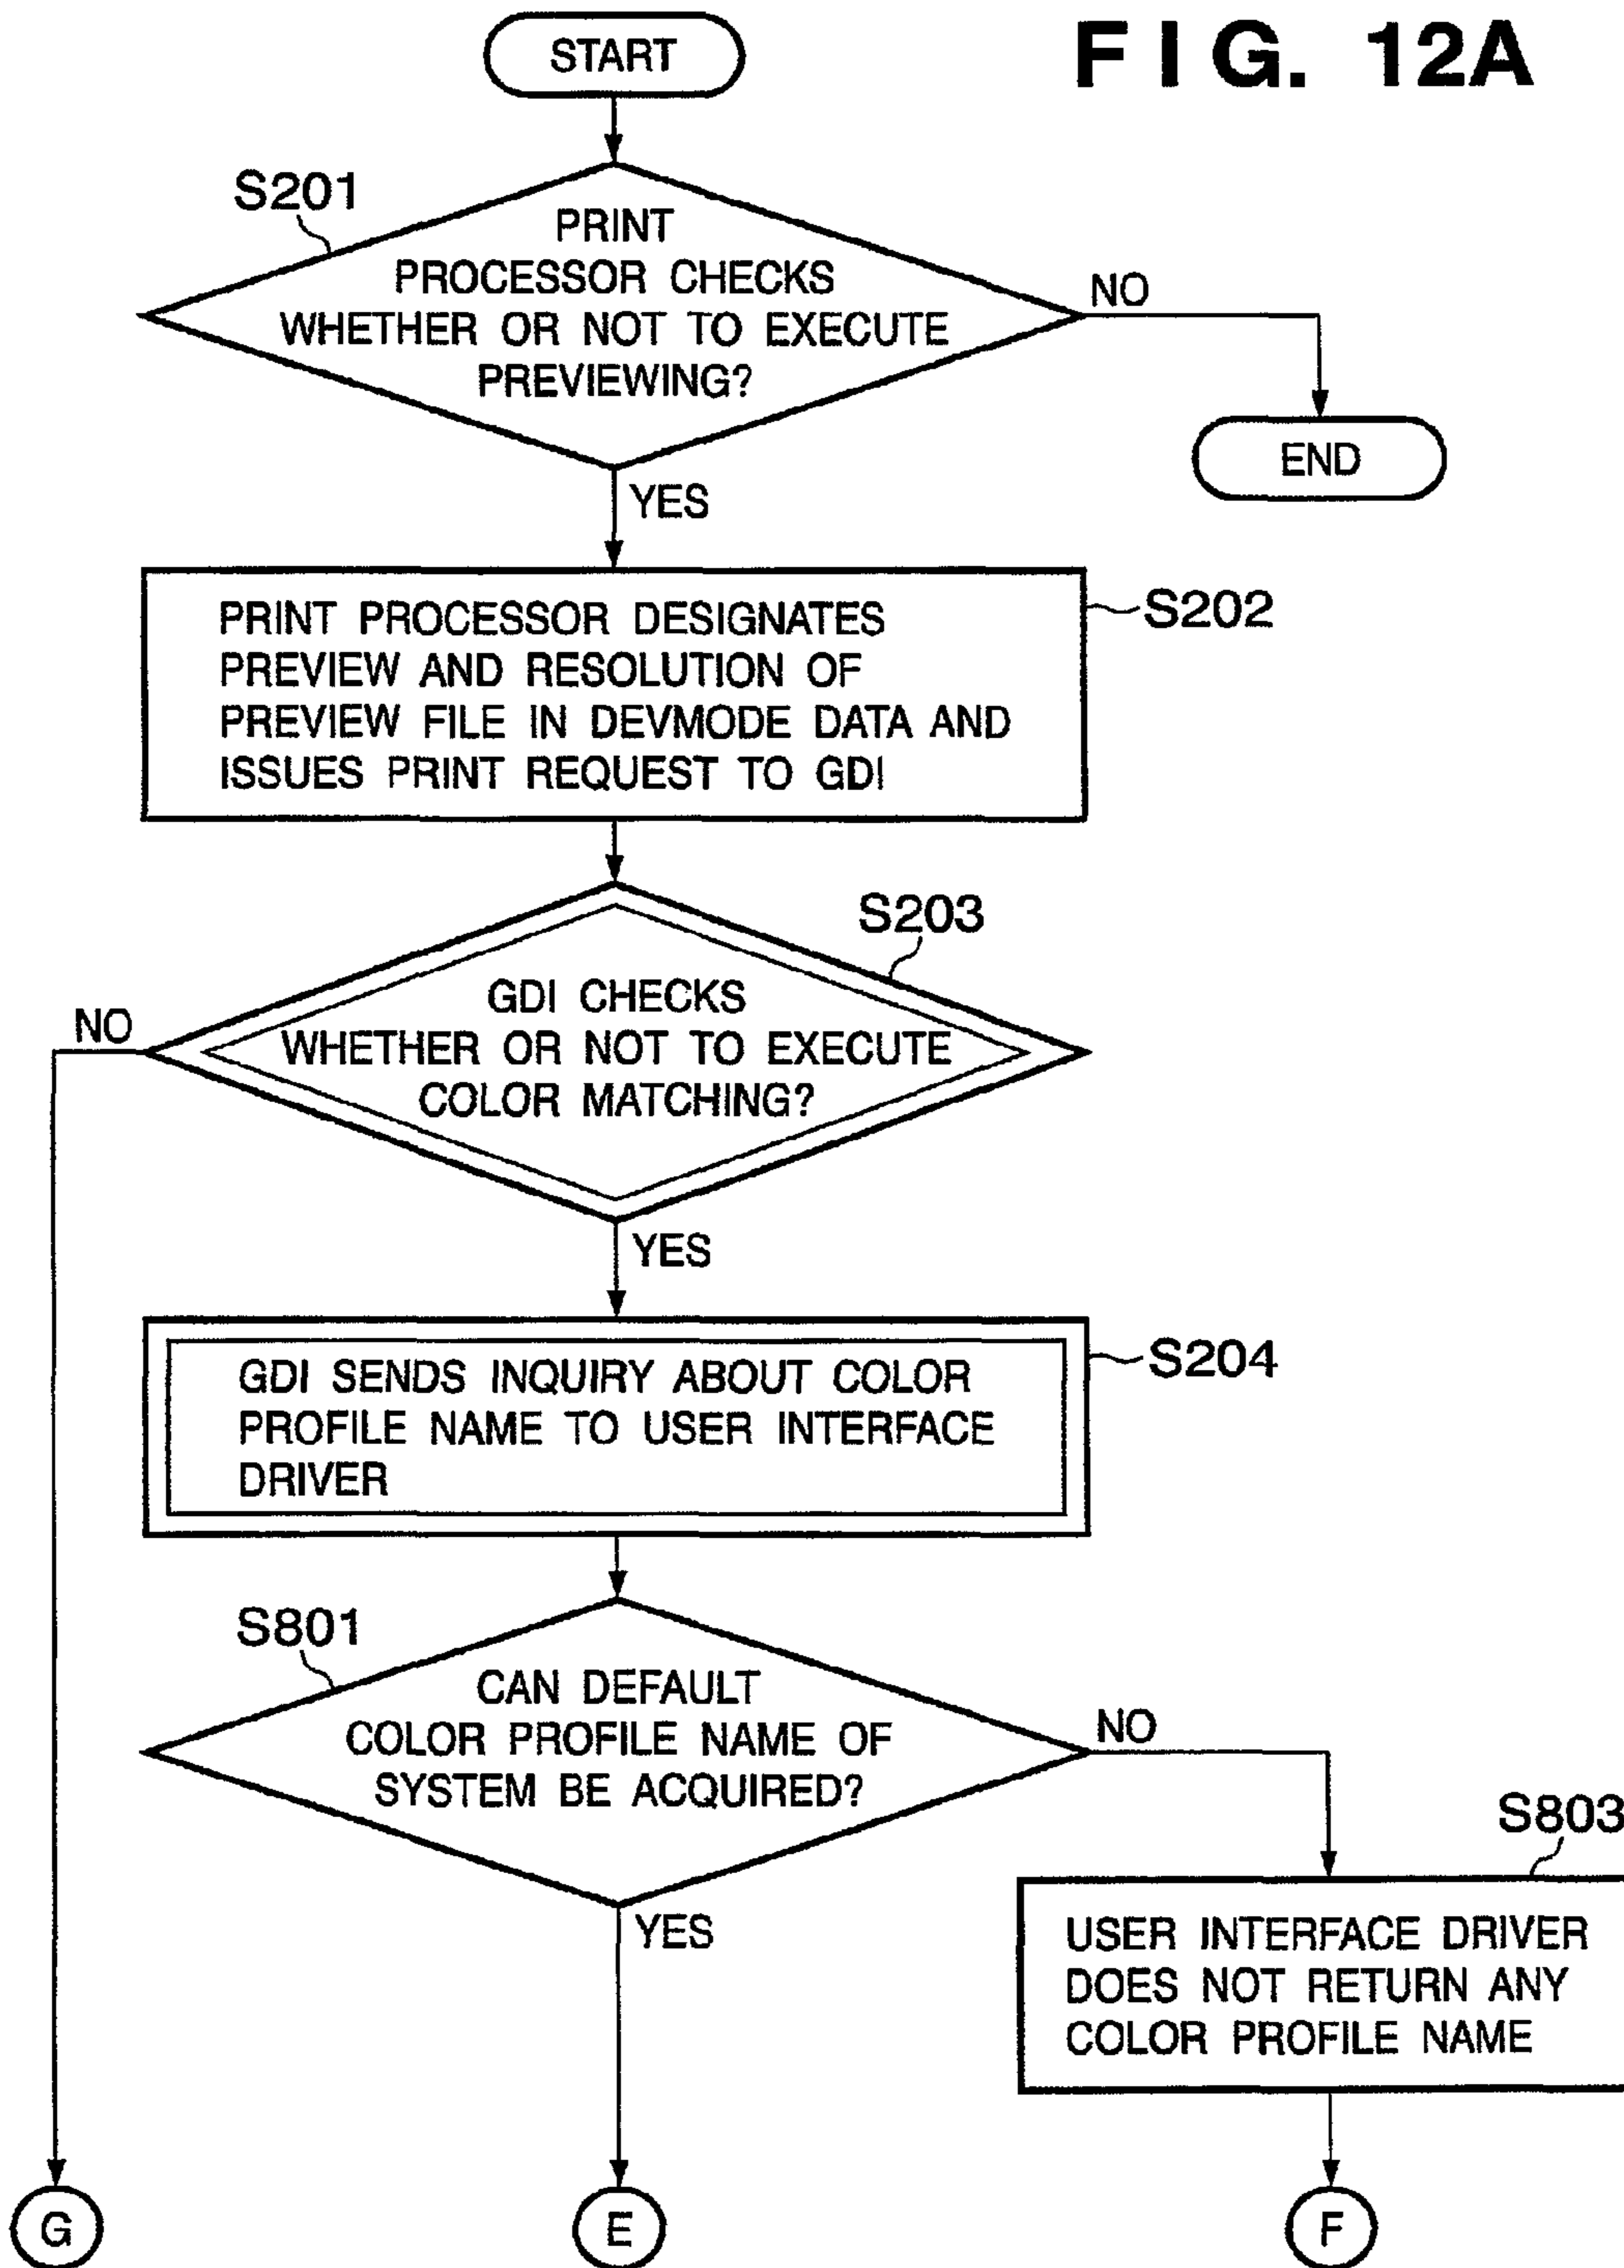 FIG. 12A
START
S201
PRINT
PROCESSOR CHECKS
WHETHER OR NOT TO EXECUTE
PREVIEWING?
NO
END
YES
PRINT PROCESSOR DESIGNATES
PREVIEW AND RESOLUTION OF
PREVIEW FILE IN DEVMODE DATA AND
ISSUES PRINT REQUEST TO GDI
S202
S203
GDI CHECKS
WHETHER OR NOT TO EXECUTE
COLOR MATCHING?
NO
YES
GDI SENDS INQUIRY ABOUT COLOR
PROFILE NAME TO USER INTERFACE
DRIVER
S204
S801
CAN DEFAULT
COLOR PROFILE NAME OF
SYSTEM BE ACQUIRED?
NO
YES
S803
USER INTERFACE DRIVER
DOES NOT RETURN ANY
COLOR PROFILE NAME
G
E
F